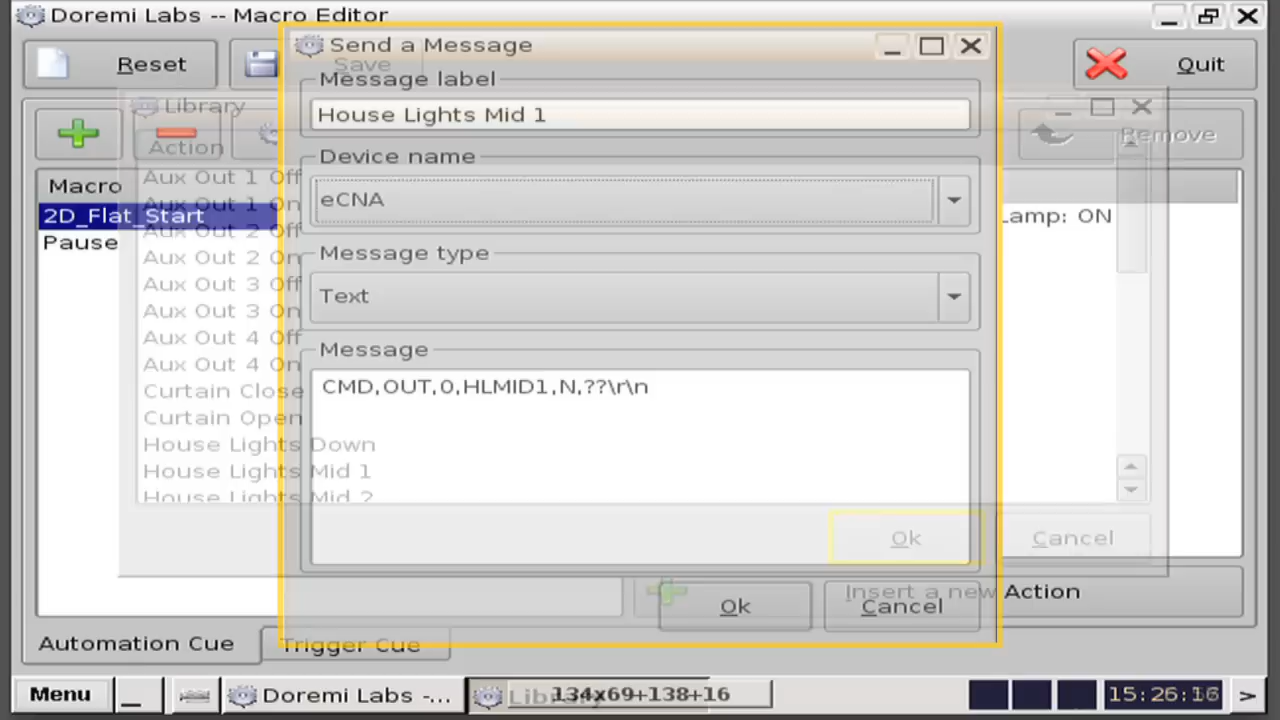 Doremi Labs -- Macro Editor
Send a Message
Reset
Save
Quit
Message label
Library
House Lights Mid 1
Action
Remove
Device name
Macro
Aux Out 1 Off
eCNA
Aux Out 1 On
2D_Flat_Start
Lamp: ON
Aux Out 2 Off
Pause
Message type
Aux Out 2 On
Aux Out 3 Off
Text
Aux Out 3 On
Aux Out 4 Off
Message
Aux Out 4 On
CMD,OUT,0,HLMID1,N,??\r\n
Curtain Close
Curtain Open
House Lights Down
House Lights Mid 1
House Lights Mid 2
Ok
Cancel
Insert a new Action
Ok
Cancel
Automation Cue
Trigger Cue
Menu
Doremi Labs -...
Library
134x69+138+16
15:26:16
>